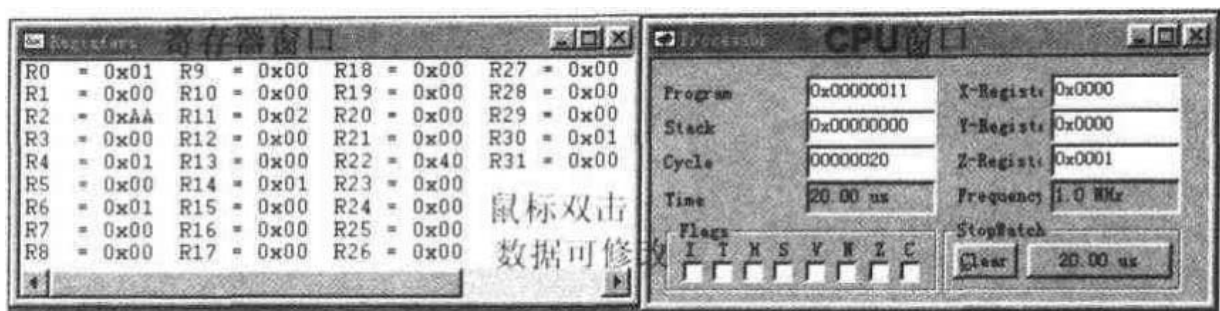 Registers 寄存器窗口
R0 = 0x01 R9 = 0x00 R18 = 0x00 R27 = 0x00
R1 = 0x00 R10 = 0x00 R19 = 0x00 R28 = 0x00
R2 = 0xAA R11 = 0x02 R20 = 0x00 R29 = 0x00
R3 = 0x00 R12 = 0x00 R21 = 0x00 R30 = 0x01
R4 = 0x01 R13 = 0x00 R22 = 0x40 R31 = 0x00
R5 = 0x00 R14 = 0x01 R23 = 0x00
R6 = 0x01 R15 = 0x00 R24 = 0x00
R7 = 0x00 R16 = 0x00 R25 = 0x00
R8 = 0x00 R17 = 0x00 R26 = 0x00
鼠标双击
数据可修改
Processor CPU窗口
Program 0x00000011 X-Registe 0x0000
Stack 0x00000000 Y-Registe 0x0000
Cycle 00000020 Z-Registe 0x0001
Time 20.00 us Frequency 1.0 MHz
Flags StopWatch
I T H S V N Z C
Clear 20.00 us